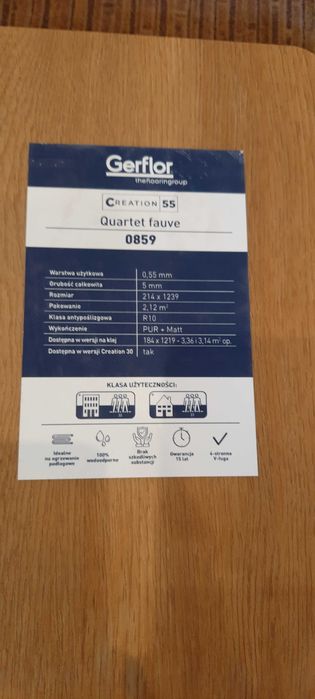 Gerflor
theflooringgroup
CREATION 55
Quartet fauve
0859
Warstwa użytkowa 0,55 mm
Grubość całkowita 5 mm
Rozmiar 214 x 1239
Pakowanie 2,12 m²
Klasa antypoślizgowa R10
Wykończenie PUR + Matt
Dostępna w wersji na klej 184 x 1219 - 3,36 i 3,14 m² op.
Dostępna w wersji Creation 30 tak
KLASA UŻYTECZNOŚCI:
Idealne na ogrzewanie podłogowe
100% wodoodporne
Brak szkodliwych substancji
Gwarancja 15 lat
4-stronna V-fuga